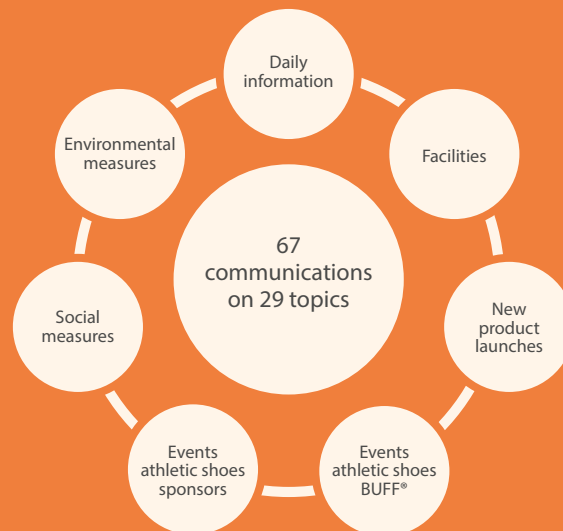 Daily
information
Facilities
New
product
launches
Events
athletic shoes
BUFF®
Events
athletic shoes
sponsors
Social
measures
Environmental
measures
67
communications
on 29 topics